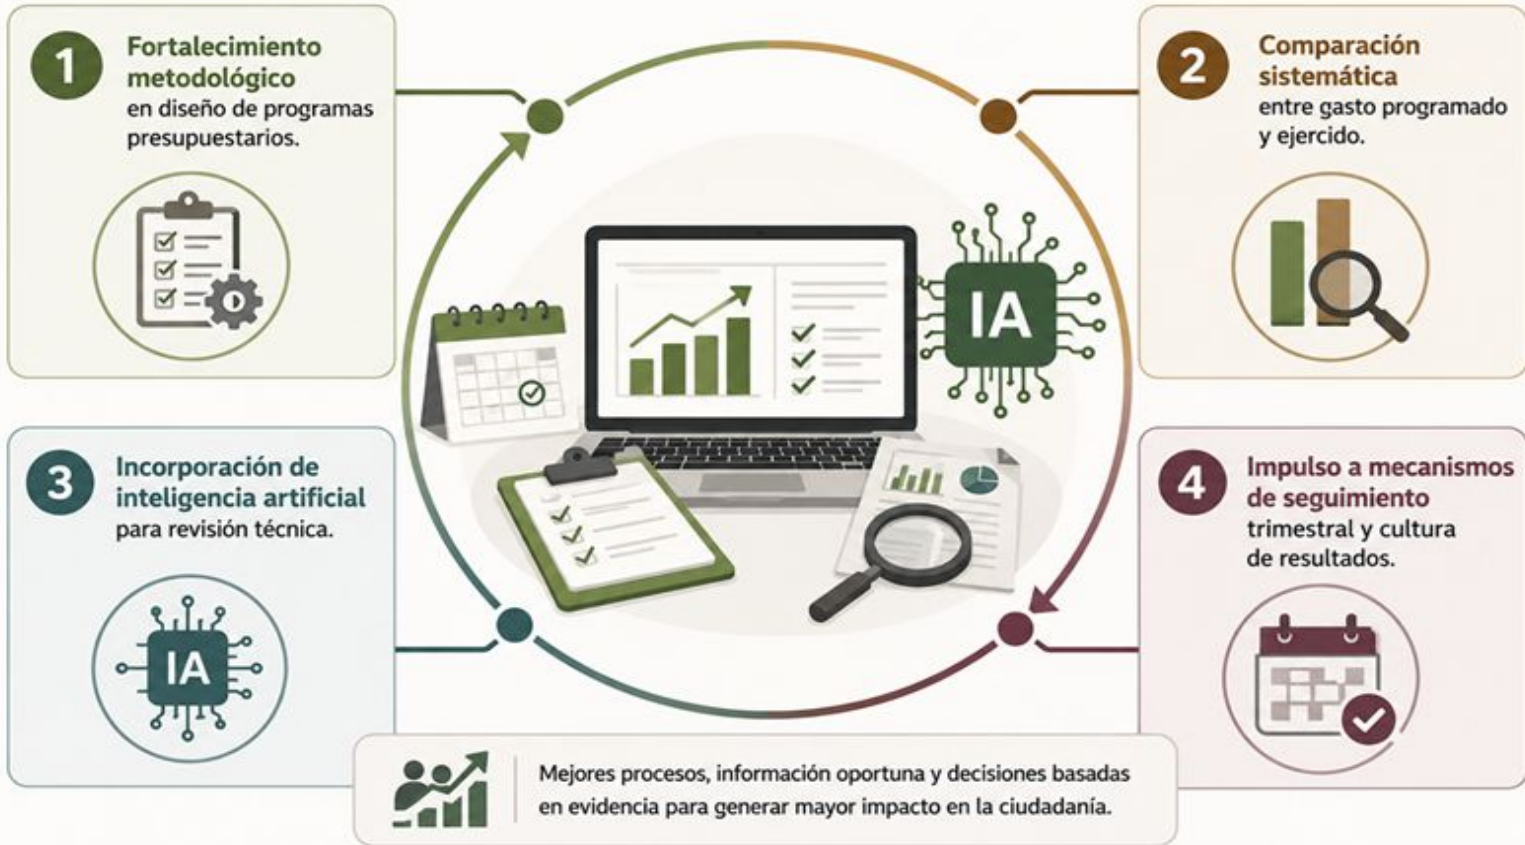 1
Fortalecimiento
metodológico
en diseño de programas
presupuestarios.
2
Comparación
sistemática
entre gasto programado
y ejercido.
IA
3
Incorporación de
inteligencia artificial
para revisión técnica.
IA
4
Impulso a mecanismos
de seguimiento
trimestral y cultura
de resultados.
Mejores procesos, información oportuna y decisiones basadas
en evidencia para generar mayor impacto en la ciudadanía.